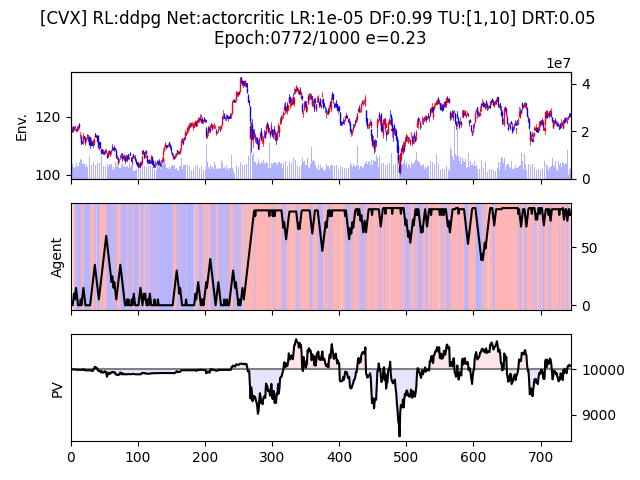 [CVX] RL:ddpg Net:actorcritic LR:1e-05 DF:0.99 TU:[1,10] DRT:0.05
Epoch:0772/1000 e=0.23
1e7
Env.
120
100
4
2
0
Agent
50
0
PV
10000
9000
0 100 200 300 400 500 600 700